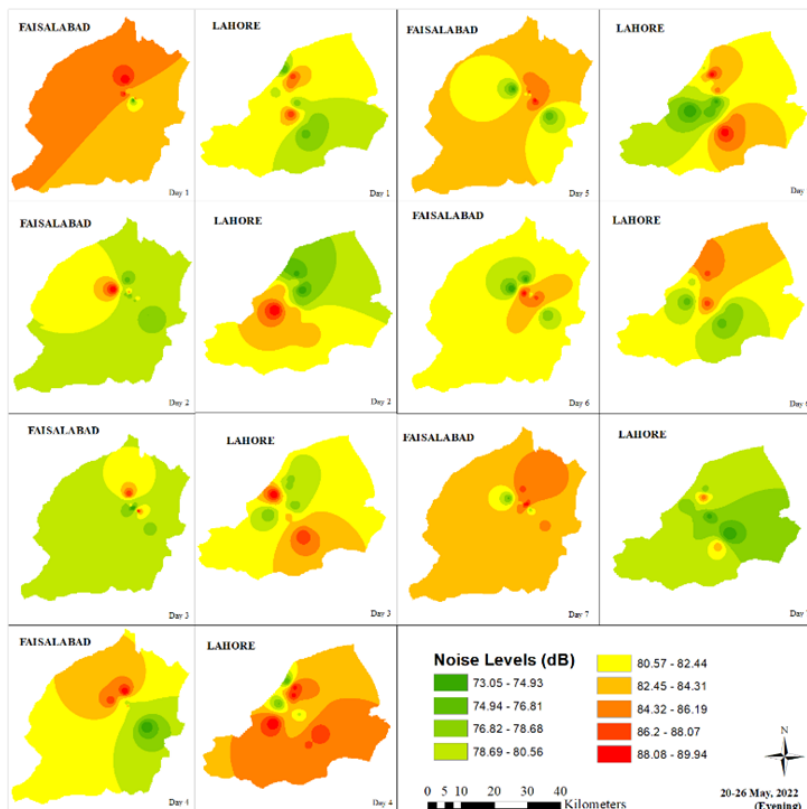 FAISALABAD
Day 1
LAHORE
Day 1
FAISALABAD
Day 5
LAHORE
Day
FAISALABAD
Day 2
LAHORE
Day 2
FAISALABAD
Day 6
LAHORE
Day
FAISALABAD
Day 3
LAHORE
Day 3
FAISALABAD
Day 7
LAHORE
Day
FAISALABAD
Day 4
LAHORE
Day 4
Noise Levels (dB)
73.05 - 74.93
74.94 - 76.81
76.82 - 78.68
78.69 - 80.56
80.57 - 82.44
82.45 - 84.31
84.32 - 86.19
86.2 - 88.07
88.08 - 89.94
N
0 5 10 20 30 40 Kilometers
20-26 May, 2022
(Evening)